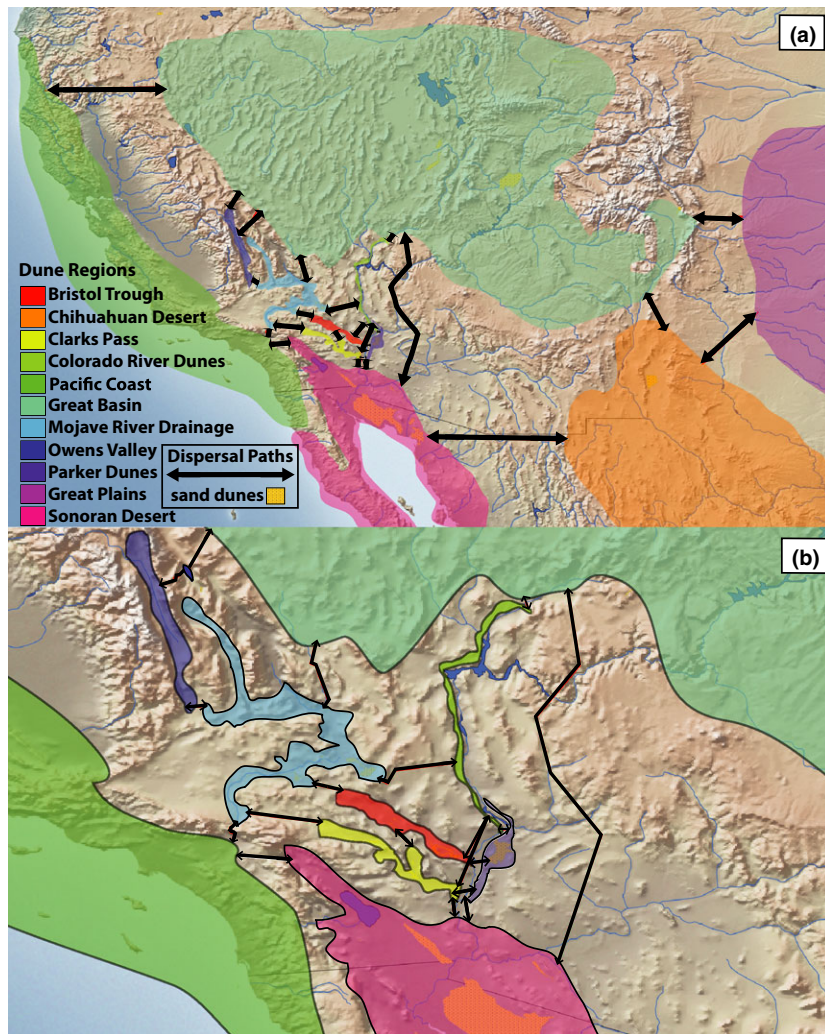 (a)
Dune Regions
Bristol Trough
Chihuahuan Desert
Clarks Pass
Colorado River Dunes
Pacific Coast
Great Basin
Mojave River Drainage
Owens Valley
Parker Dunes
Great Plains
Sonoran Desert
Dispersal Paths
sand dunes
(b)